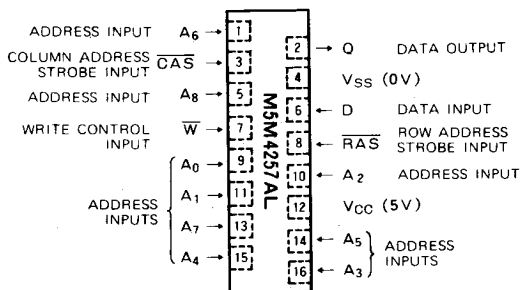 ADDRESS INPUT A6 → 1
2 → Q DATA OUTPUT
COLUMN ADDRESS
STROBE INPUT C̅A̅S̅ → 3
4 VSS (0V)
ADDRESS INPUT A8 → 5
6 ← D DATA INPUT
WRITE CONTROL
INPUT W̅ → 7
8 ← R̅A̅S̅ ROW ADDRESS
STROBE INPUT
A0 → 9
10 ← A2 ADDRESS INPUT
ADDRESS
INPUTS
A1 → 11
12 VCC (5V)
A7 → 13
14 ← A5
ADDRESS
INPUTS
A4 → 15
16 ← A3
M5M4257AL